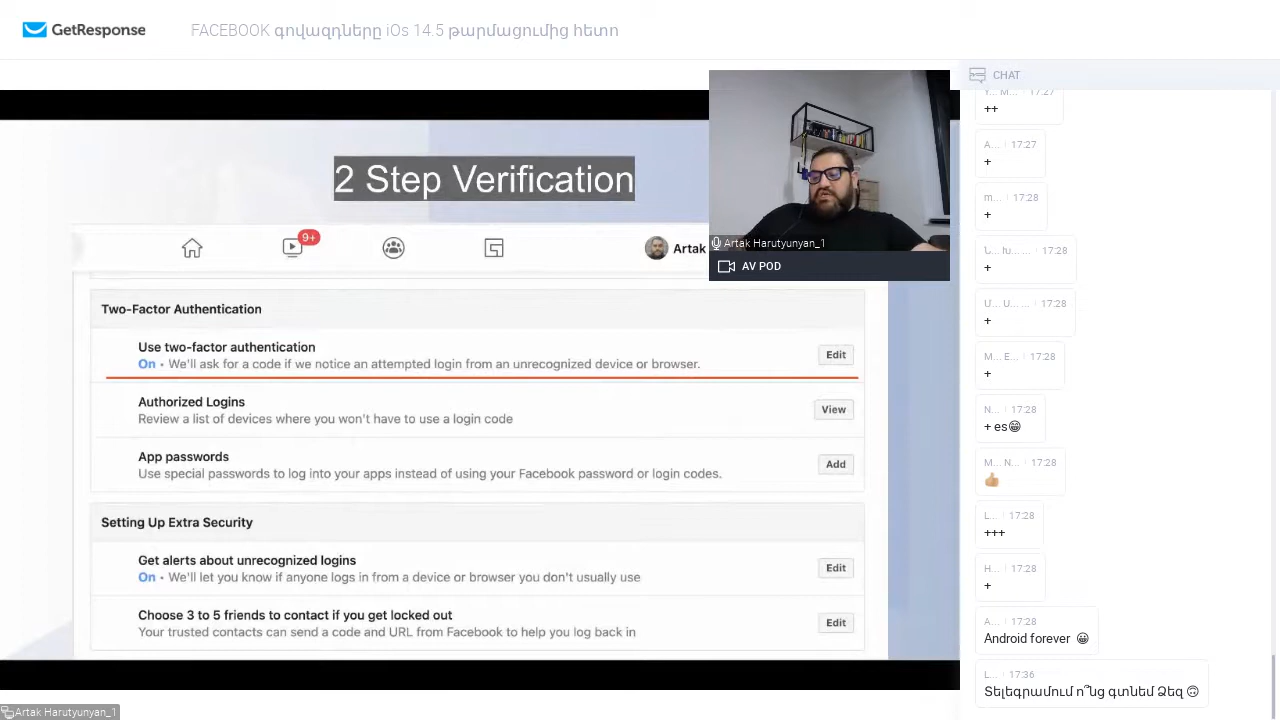 GetResponse
FACEBOOK գովազդները iOs 14.5 թարմացումից հետո
CHAT
2 Step Verification
9+
Artak
Artak Harutyunyan_1
AV POD
Two-Factor Authentication
Use two-factor authentication
On · We'll ask for a code if we notice an attempted login from an unrecognized device or browser.
Edit
Authorized Logins
Review a list of devices where you won't have to use a login code
View
App passwords
Use special passwords to log into your apps instead of using your Facebook password or login codes.
Add
Setting Up Extra Security
Get alerts about unrecognized logins
On · We'll let you know if anyone logs in from a device or browser you don't usually use
Edit
Choose 3 to 5 friends to contact if you get locked out
Your trusted contacts can send a code and URL from Facebook to help you log back in
Edit
Artak Harutyunyan_1
Y... M... 17:27
++
A... 17:27
+
m... 17:28
+
Ն... Խ... ... 17:28
+
Մ... Ս... ... 17:28
+
M... E... 17:28
+
N... 17:28
+ es😁
M... N... 17:28
👍🏽
L... 17:28
+++
H... 17:28
+
A... 17:28
Android forever 😀
L... 17:36
Տելեգրամում ո՞նց գտնեմ Ձեզ 🙃